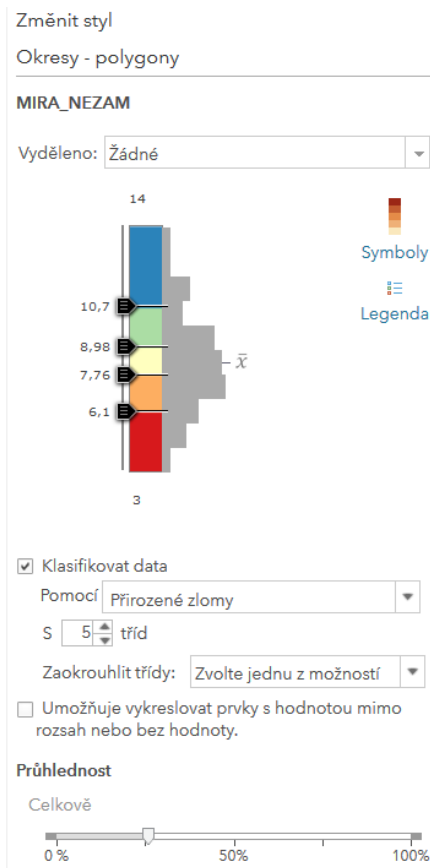 Změnit styl
Okresy - polygony
MIRA_NEZAM
Vyděleno: Žádné
14
Symboly
Legenda
10,7
8,98
x̄
7,76
6,1
3
Klasifikovat data
Pomocí Přirozené zlomy
S 5 tříd
Zaokrouhlit třídy: Zvolte jednu z možností
Umožňuje vykreslovat prvky s hodnotou mimo
rozsah nebo bez hodnoty.
Průhlednost
Celkově
0 % 50% 100%